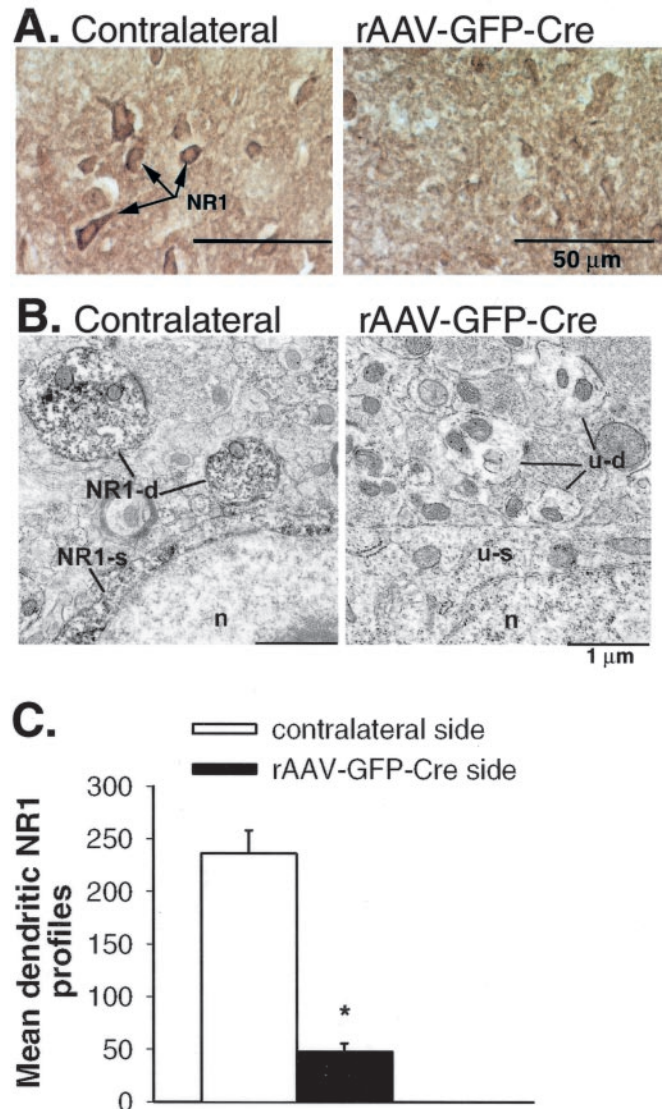 A. Contralateral rAAV-GFP-Cre
NR1
50 µm
B. Contralateral rAAV-GFP-Cre
NR1-d
u-d
NR1-s
u-s
n
n
1 µm
C.
contralateral side
rAAV-GFP-Cre side
Mean dendritic NR1
profiles
300
250
200
150
100
50
0
*